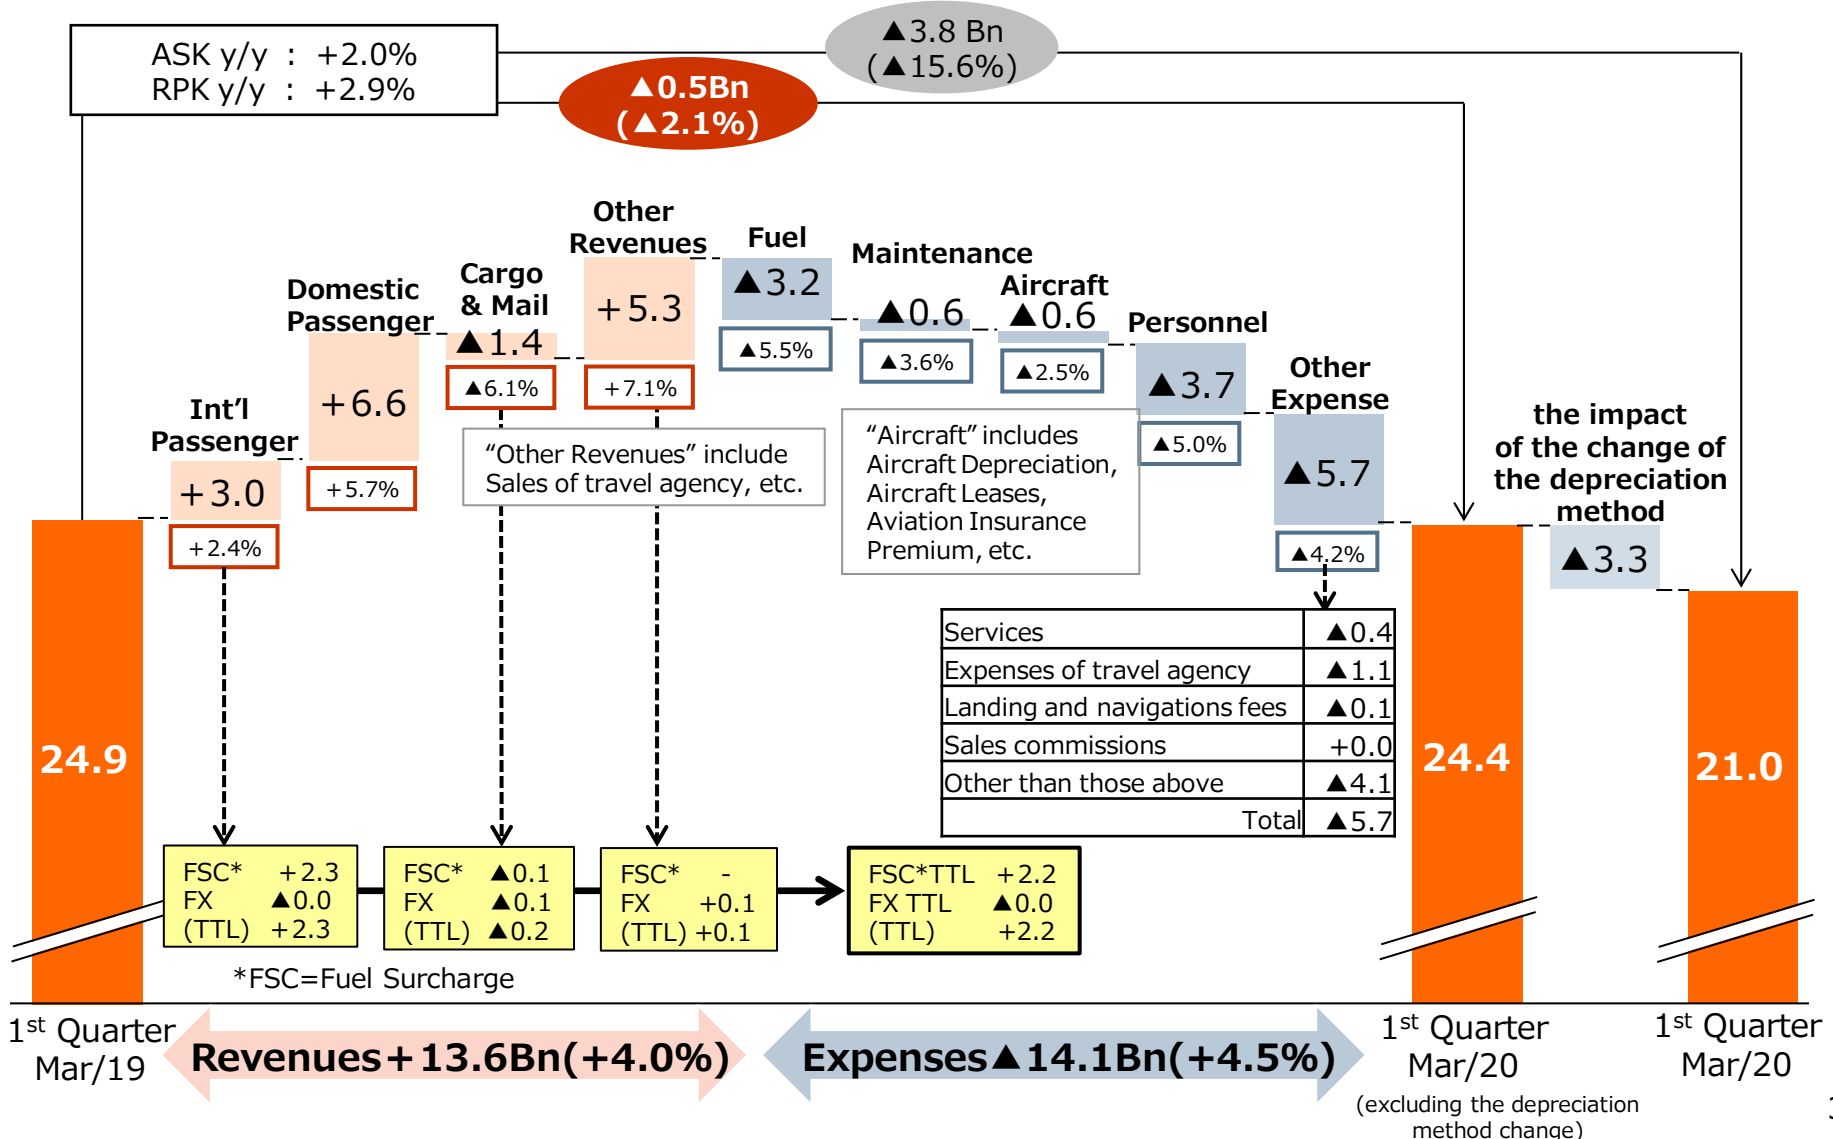 ASK y/y : +2.0%
RPK y/y : +2.9%
▲3.8 Bn
(▲15.6%)
▲0.5Bn
(▲2.1%)
Int’l
Passenger
+3.0
+2.4%
Domestic
Passenger
+6.6
+5.7%
Cargo
& Mail
▲1.4
▲6.1%
Other
Revenues
+5.3
+7.1%
Fuel
▲3.2
▲5.5%
Maintenance
▲0.6
▲3.6%
Aircraft
▲0.6
▲2.5%
Personnel
▲3.7
▲5.0%
Other
Expense
▲5.7
▲4.2%
the impact
of the change of
the depreciation
method
▲3.3
“Other Revenues” include
Sales of travel agency, etc.
“Aircraft” includes
Aircraft Depreciation,
Aircraft Leases,
Aviation Insurance
Premium, etc.
Services ▲0.4
Expenses of travel agency ▲1.1
Landing and navigations fees ▲0.1
Sales commissions +0.0
Other than those above ▲4.1
Total ▲5.7
24.9
24.4
21.0
FSC* +2.3
FX ▲0.0
(TTL) +2.3
FSC* ▲0.1
FX ▲0.1
(TTL) ▲0.2
FSC* -
FX +0.1
(TTL) +0.1
FSC*TTL +2.2
FX TTL ▲0.0
(TTL) +2.2
*FSC=Fuel Surcharge
1st Quarter
Mar/19
Revenues+13.6Bn(+4.0%)
Expenses▲14.1Bn(+4.5%)
1st Quarter
Mar/20
(excluding the depreciation
method change)
1st Quarter
Mar/20